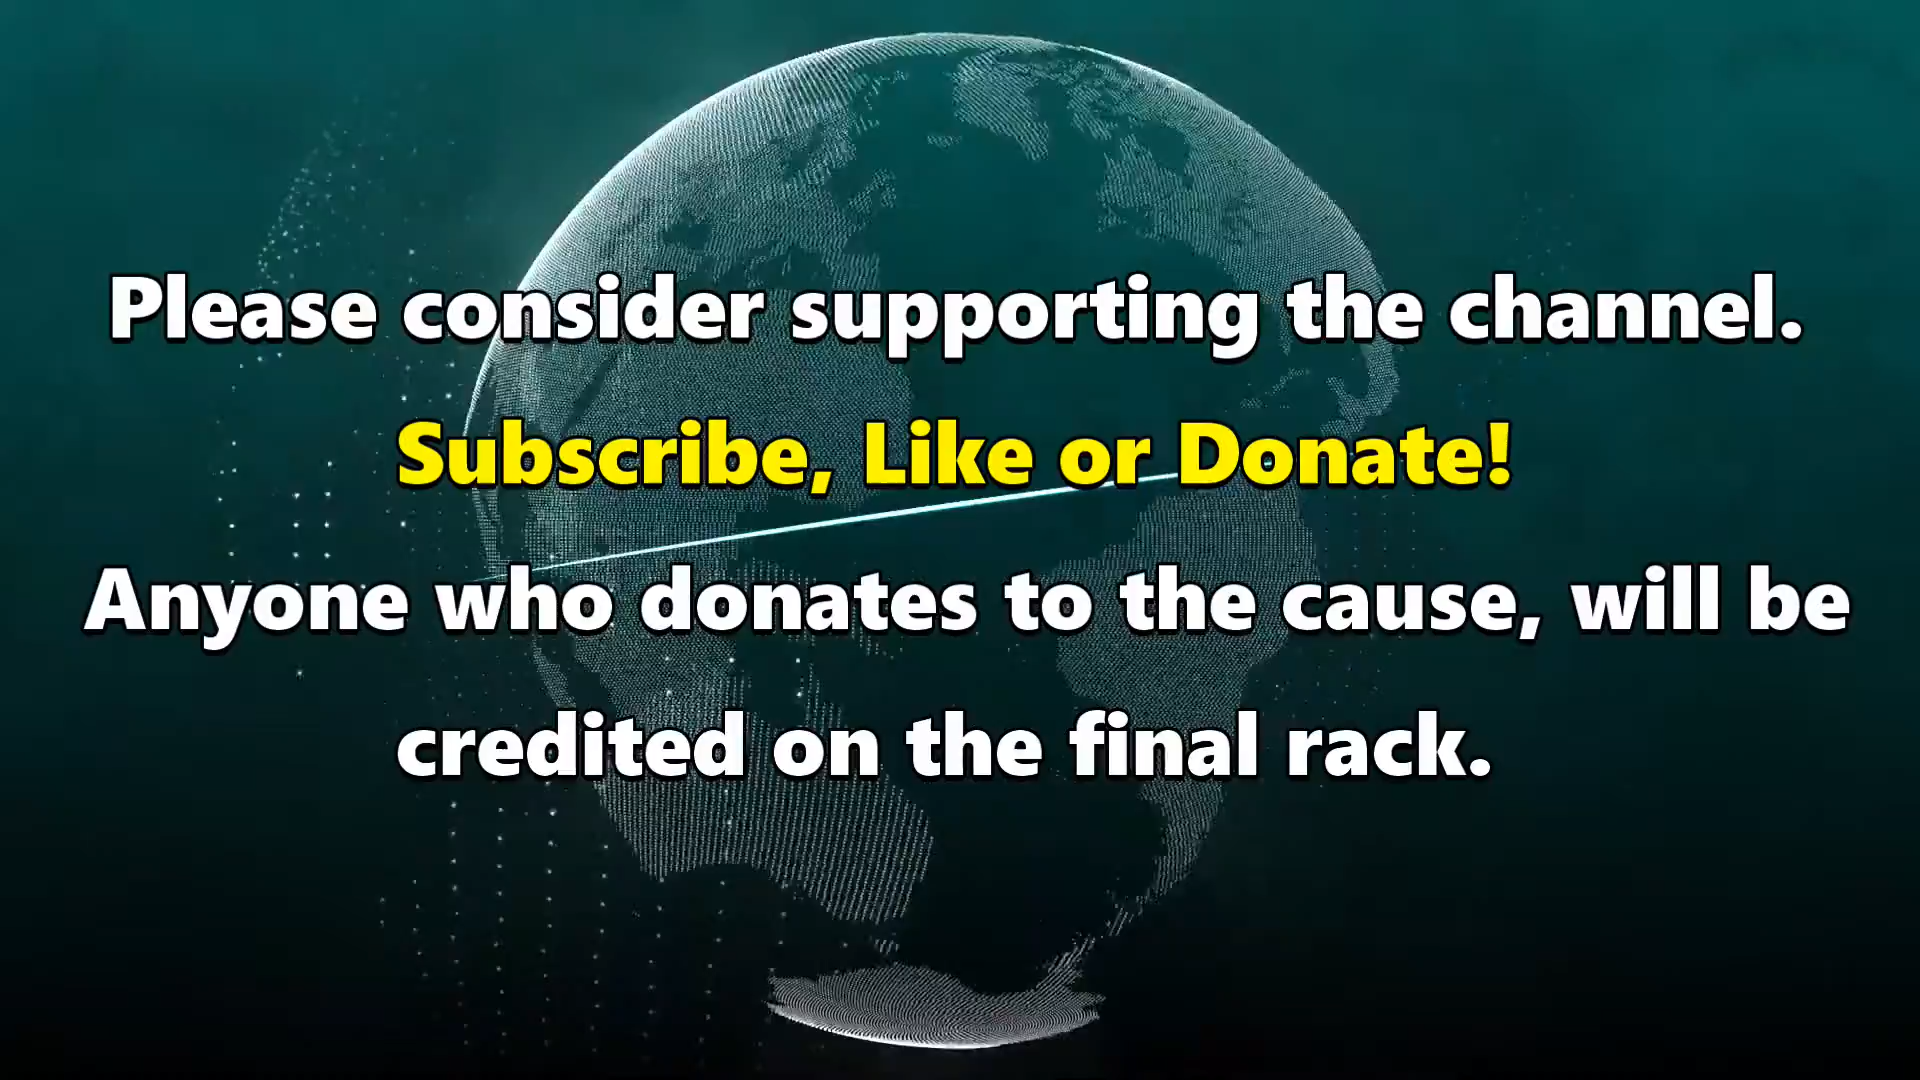 Please consider supporting the channel.
Subscribe, Like or Donate!
Anyone who donates to the cause, will be
credited on the final rack.